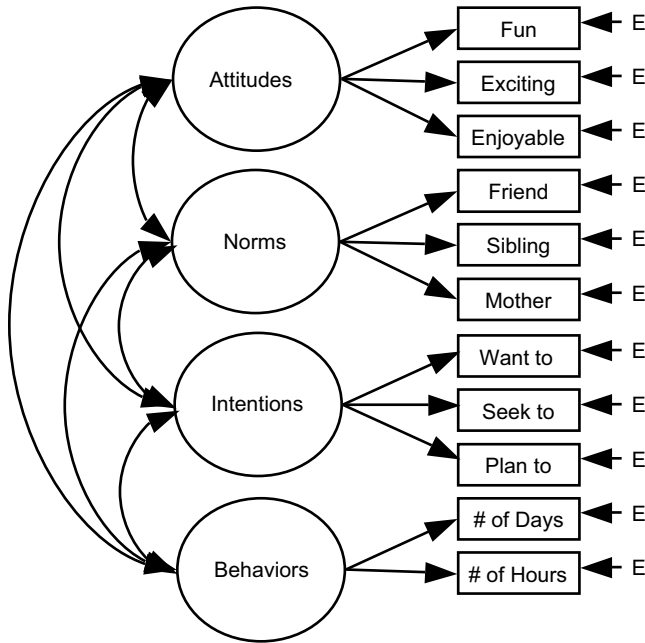 Attitudes
Fun
E
Exciting
E
Enjoyable
E
Norms
Friend
E
Sibling
E
Mother
E
Intentions
Want to
E
Seek to
E
Plan to
E
Behaviors
# of Days
E
# of Hours
E